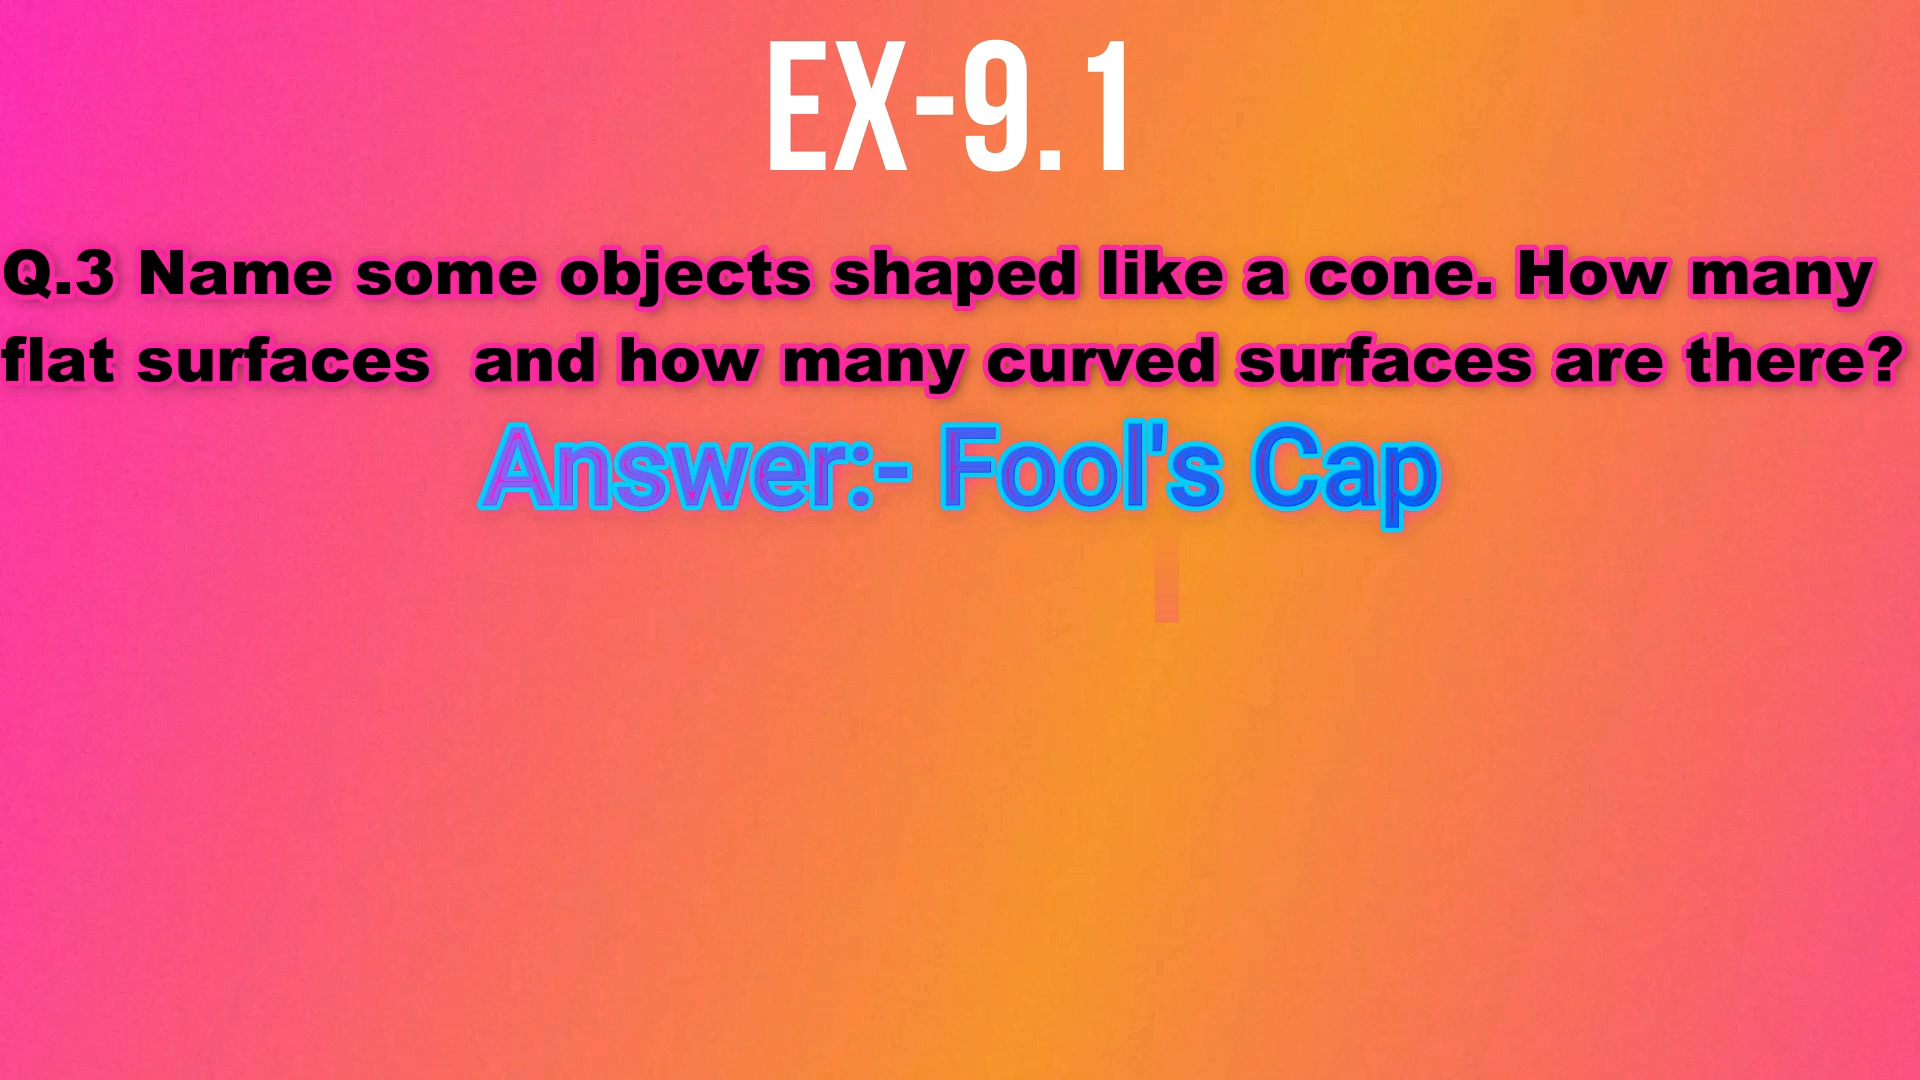 EX-9.1
Q.3 Name some objects shaped like a cone. How many
flat surfaces  and how many curved surfaces are there?
Answer:- Fool's Cap